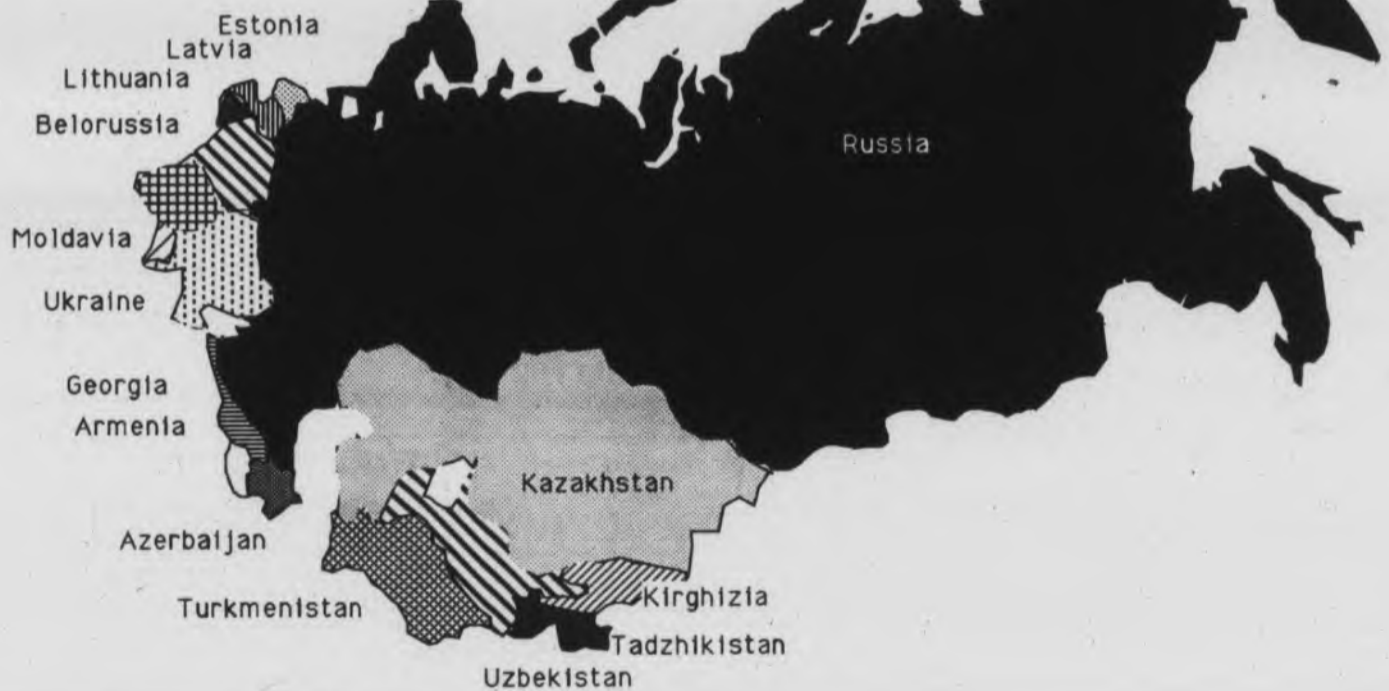 Estonia
Latvia
Lithuania
Belorussia
Russia
Moldavia
Ukraine
Georgia
Armenia
Kazakhstan
Azerbaijan
Turkmenistan
Kirghizia
Tadzhikistan
Uzbekistan